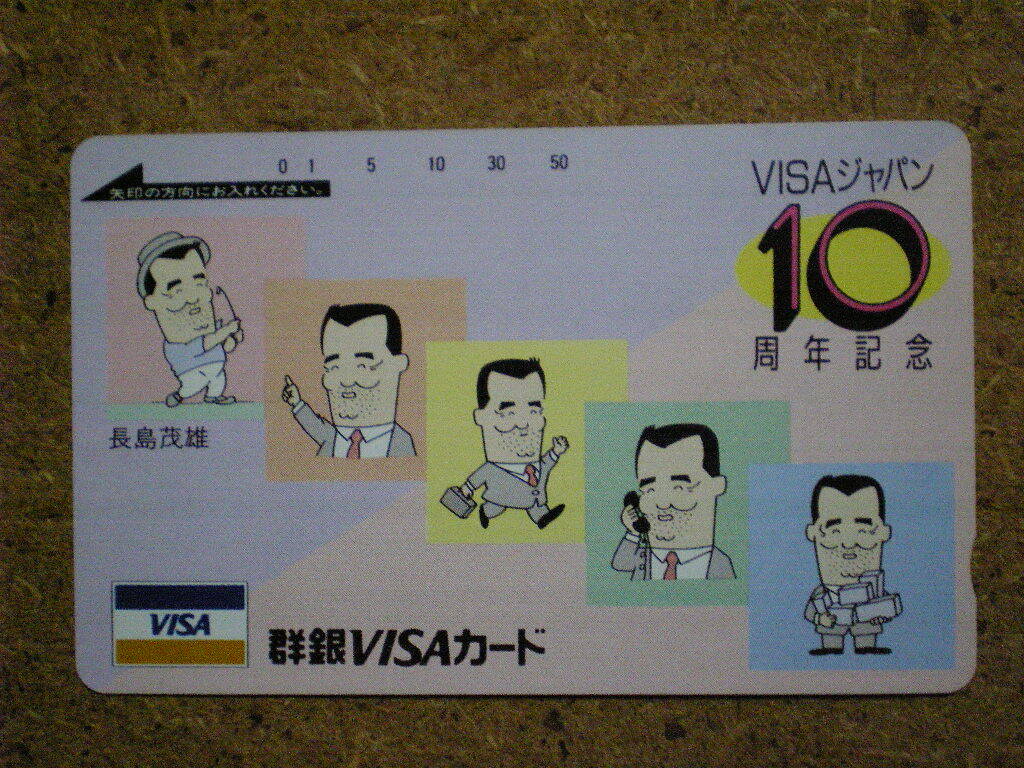 0 1 5 10 30 50
矢印の方向にお入れください。
VISAジャパン
10
周年記念
長島茂雄
VISA
群銀VISAカード